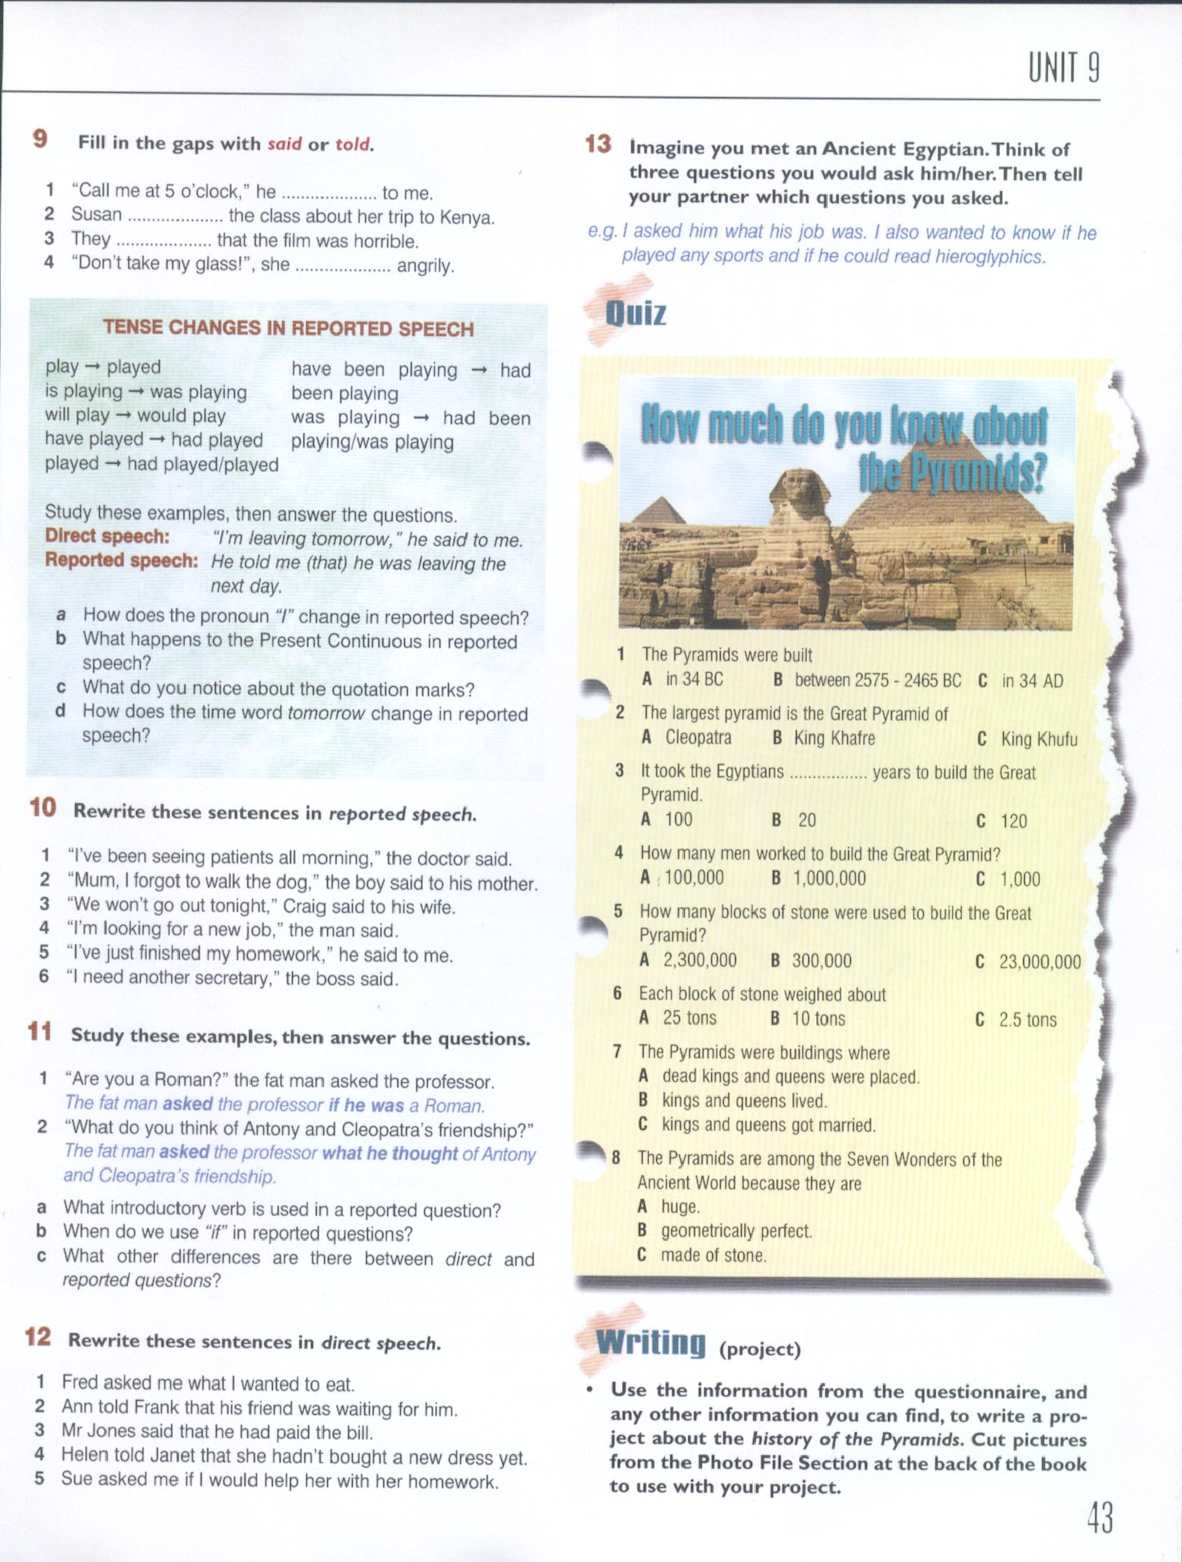 UNIT 9
9 Fill in the gaps with said or told.
1 "Call me at 5 o'clock," he .................... to me.
2 Susan .................... the class about her trip to Kenya.
3 They .................... that the film was horrible.
4 "Don't take my glass!", she .................... angrily.
TENSE CHANGES IN REPORTED SPEECH
play → played
is playing → was playing
will play → would play
have played → had played
played → had played/played
have been playing → had
been playing
was playing → had been
playing/was playing
Study these examples, then answer the questions.
Direct speech: "I'm leaving tomorrow," he said to me.
Reported speech: He told me (that) he was leaving the
next day.
a How does the pronoun "I" change in reported speech?
b What happens to the Present Continuous in reported
speech?
c What do you notice about the quotation marks?
d How does the time word tomorrow change in reported
speech?
10 Rewrite these sentences in reported speech.
1 "I've been seeing patients all morning," the doctor said.
2 "Mum, I forgot to walk the dog," the boy said to his mother.
3 "We won't go out tonight," Craig said to his wife.
4 "I'm looking for a new job," the man said.
5 "I've just finished my homework," he said to me.
6 "I need another secretary," the boss said.
11 Study these examples, then answer the questions.
1 "Are you a Roman?" the fat man asked the professor.
The fat man asked the professor if he was a Roman.
2 "What do you think of Antony and Cleopatra's friendship?"
The fat man asked the professor what he thought of Antony
and Cleopatra's friendship.
a What introductory verb is used in a reported question?
b When do we use "if" in reported questions?
c What other differences are there between direct and
reported questions?
12 Rewrite these sentences in direct speech.
1 Fred asked me what I wanted to eat.
2 Ann told Frank that his friend was waiting for him.
3 Mr Jones said that he had paid the bill.
4 Helen told Janet that she hadn't bought a new dress yet.
5 Sue asked me if I would help her with her homework.
13 Imagine you met an Ancient Egyptian. Think of
three questions you would ask him/her. Then tell
your partner which questions you asked.
e.g. I asked him what his job was. I also wanted to know if he
played any sports and if he could read hieroglyphics.
Quiz
How much do you know about
the Pyramids?
1 The Pyramids were built
A in 34 BC B between 2575 - 2465 BC C in 34 AD
2 The largest pyramid is the Great Pyramid of
A Cleopatra B King Khafre C King Khufu
3 It took the Egyptians ................. years to build the Great
Pyramid.
A 100 B 20 C 120
4 How many men worked to build the Great Pyramid?
A 100,000 B 1,000,000 C 1,000
5 How many blocks of stone were used to build the Great
Pyramid?
A 2,300,000 B 300,000 C 23,000,000
6 Each block of stone weighed about
A 25 tons B 10 tons C 2.5 tons
7 The Pyramids were buildings where
A dead kings and queens were placed.
B kings and queens lived.
C kings and queens got married.
8 The Pyramids are among the Seven Wonders of the
Ancient World because they are
A huge.
B geometrically perfect.
C made of stone.
Writing (project)
• Use the information from the questionnaire, and
any other information you can find, to write a pro-
ject about the history of the Pyramids. Cut pictures
from the Photo File Section at the back of the book
to use with your project.
43